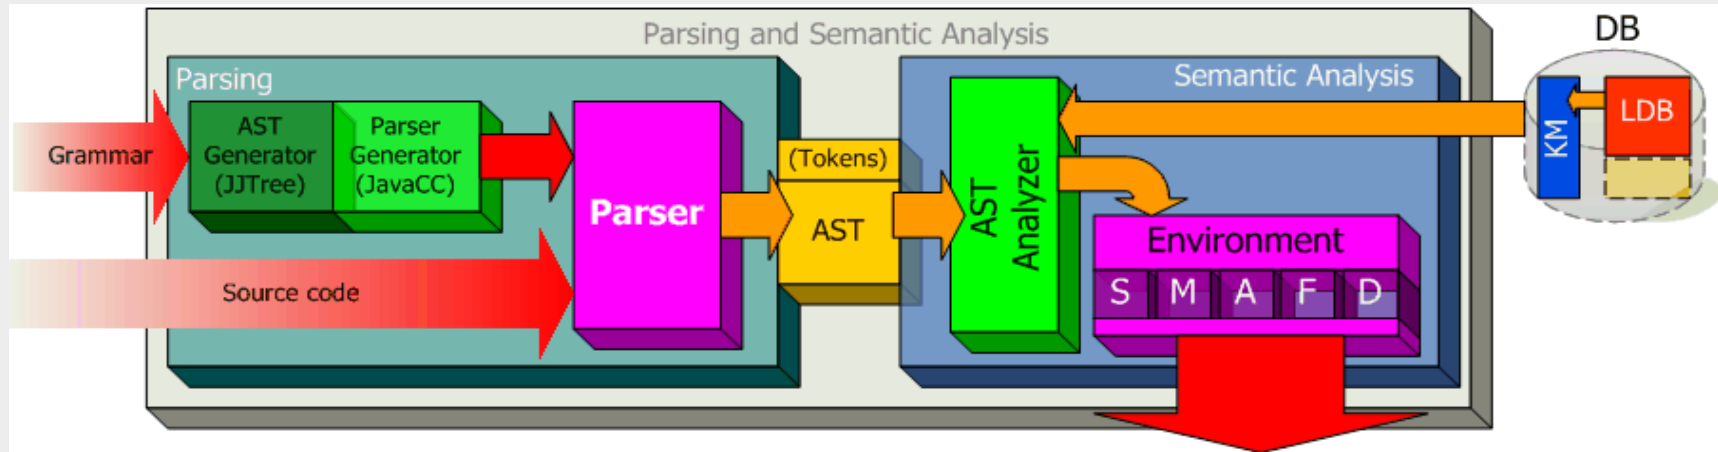 Parsing and Semantic Analysis
DB
Parsing
Semantic Analysis
Grammar
AST
Generator
(JJTree)
Parser
Generator
(JavaCC)
Parser
Source code
(Tokens)
AST
AST
Analyzer
Environment
S M A F D
KM
LDB